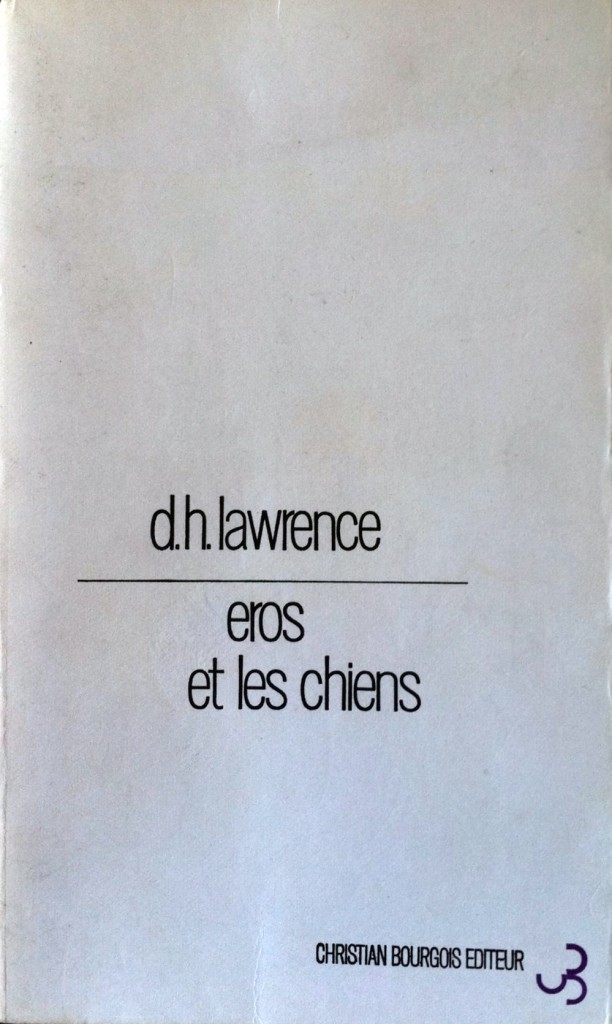 d.h. lawrence
eros
et les chiens
CHRISTIAN BOURGOIS EDITEUR